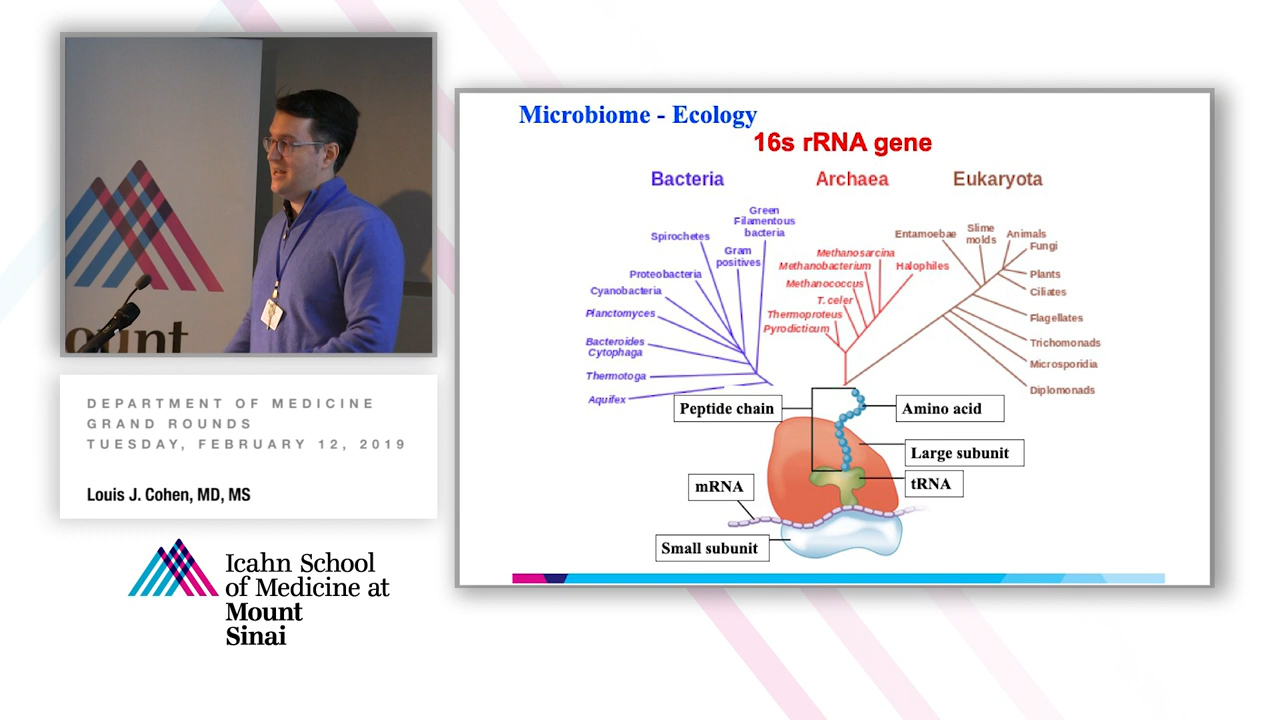 ount
DEPARTMENT OF MEDICINE
GRAND ROUNDS
TUESDAY, FEBRUARY 12, 2019
Louis J. Cohen, MD, MS
Icahn School
of Medicine at
Mount
Sinai
Microbiome - Ecology
16s rRNA gene
Bacteria
Archaea
Eukaryota
Green
Filamentous
bacteria
Spirochetes
Gram
positives
Proteobacteria
Cyanobacteria
Planctomyces
Bacteroides
Cytophaga
Thermotoga
Aquifex
Methanosarcina
Methanobacterium
Halophiles
Methanococcus
T. celer
Thermoproteus
Pyrodicticum
Entamoebae
Slime
molds
Animals
Fungi
Plants
Ciliates
Flagellates
Trichomonads
Microsporidia
Diplomonads
Peptide chain
Amino acid
Large subunit
mRNA
tRNA
Small subunit